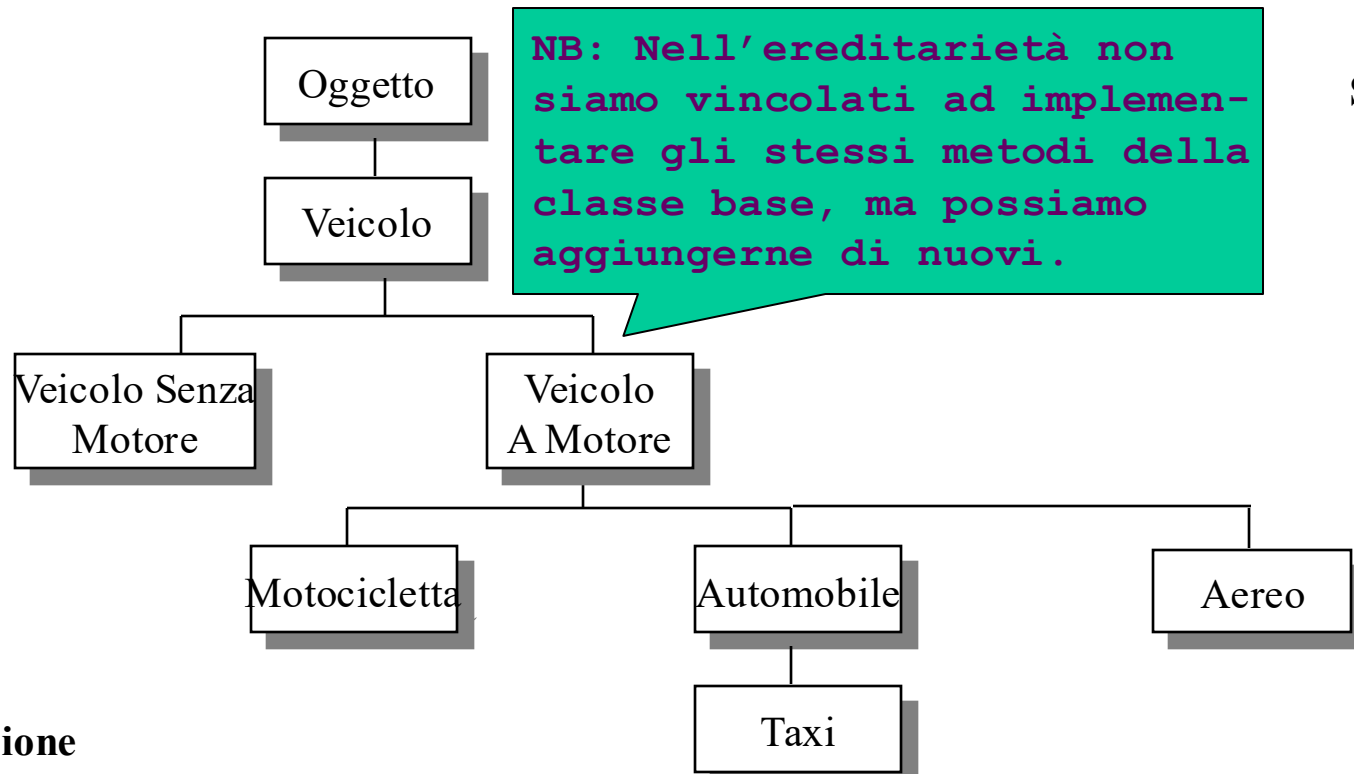 Oggetto
NB: Nell'ereditarietà non
siamo vincolati ad implemen-
tare gli stessi metodi della
classe base, ma possiamo
aggiungerne di nuovi.
Veicolo
Veicolo Senza
Motore
Veicolo
A Motore
Motocicletta
Automobile
Aereo
Taxi
ione